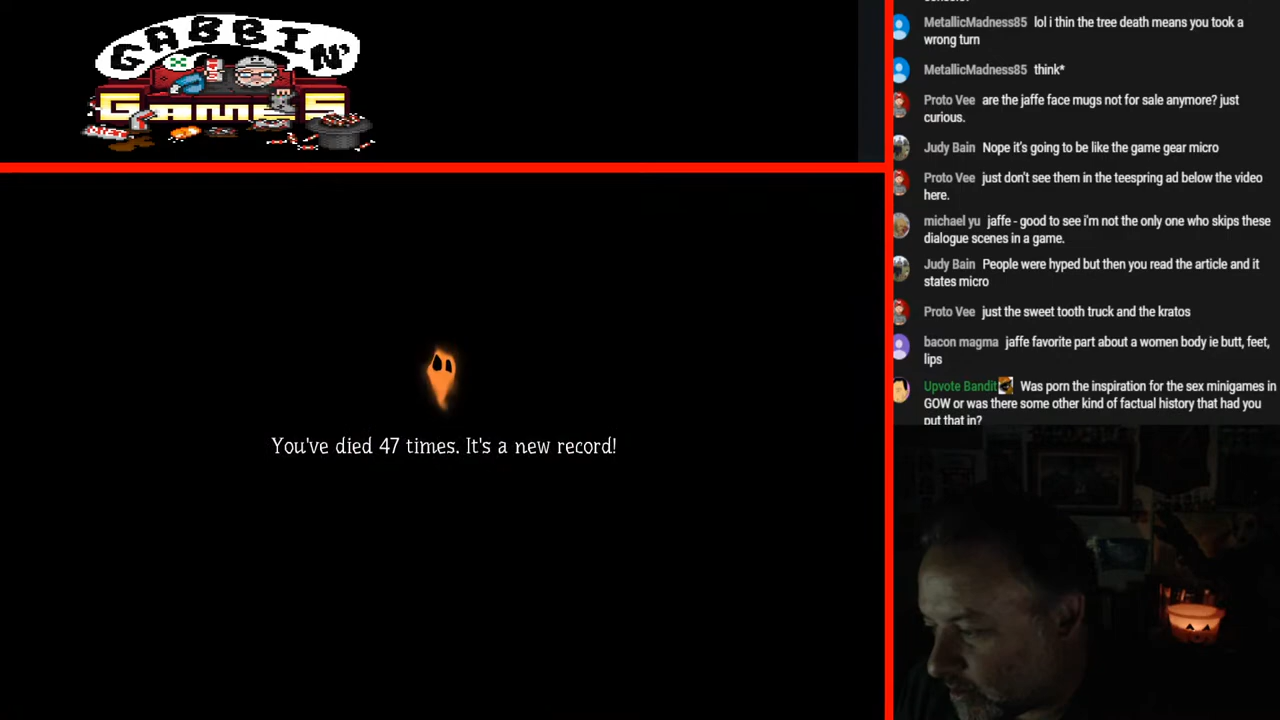 GABBIN'
GAMES
You've died 47 times. It's a new record!
MetallicMadness85 lol i thin the tree death means you took a
wrong turn
MetallicMadness85 think*
Proto Vee are the jaffe face mugs not for sale anymore? just
curious.
Judy Bain Nope it's going to be like the game gear micro
Proto Vee just don't see them in the teespring ad below the video
here.
michael yu jaffe - good to see i'm not the only one who skips these
dialogue scenes in a game.
Judy Bain People were hyped but then you read the article and it
states micro
Proto Vee just the sweet tooth truck and the kratos
bacon magma jaffe favorite part about a women body ie butt, feet,
lips
Upvote Bandit Was porn the inspiration for the sex minigames in
GOW or was there some other kind of factual history that had you
put that in?